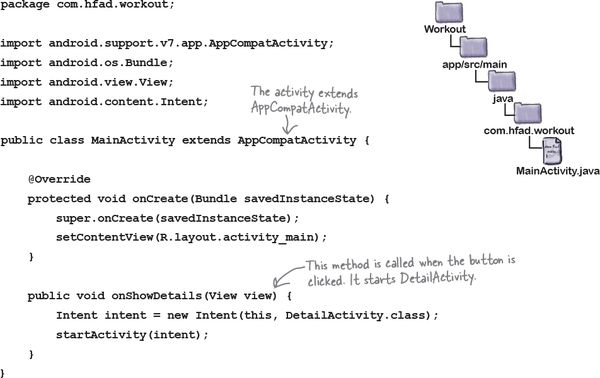 package com.hfad.workout;
import android.support.v7.app.AppCompatActivity;
import android.os.Bundle;
import android.view.View;
import android.content.Intent;
The activity extends
AppCompatActivity.
public class MainActivity extends AppCompatActivity {
@Override
protected void onCreate(Bundle savedInstanceState) {
super.onCreate(savedInstanceState);
setContentView(R.layout.activity_main);
}
This method is called when the button is
clicked. It starts DetailActivity.
public void onShowDetails(View view) {
Intent intent = new Intent(this, DetailActivity.class);
startActivity(intent);
}
}
Workout
app/src/main
java
com.hfad.workout
MainActivity.java